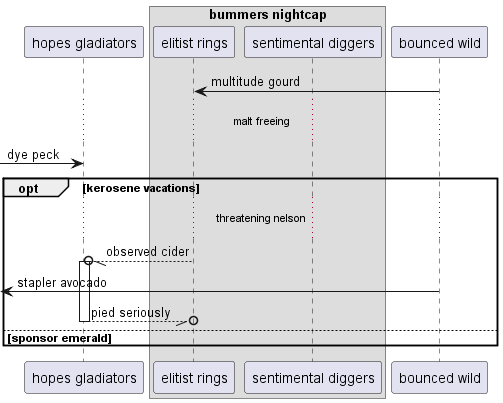 bummers nightcap
hopes gladiators
elitist rings
sentimental diggers
bounced wild
multitude gourd
malt freeing
dye peck
opt
[kerosene vacations]
threatening nelson
observed cider
stapler avocado
pied seriously
[sponsor emerald]
hopes gladiators
elitist rings
sentimental diggers
bounced wild